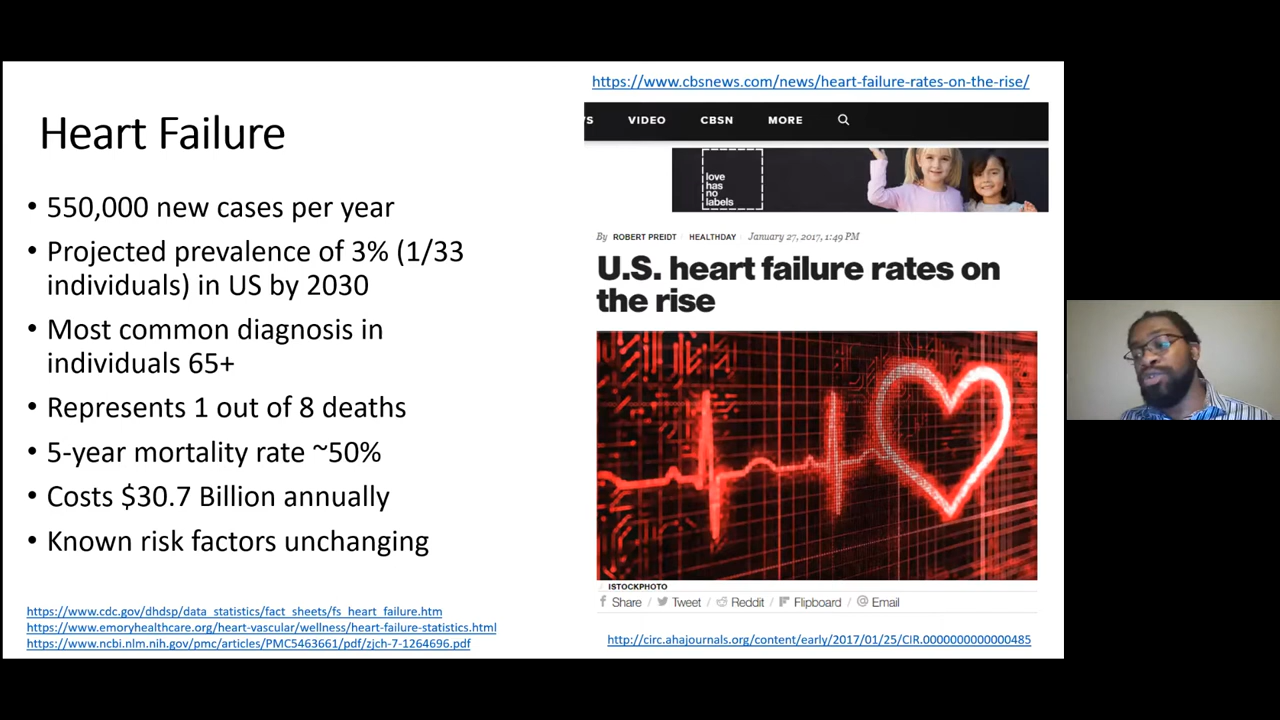 https://www.cbsnews.com/news/heart-failure-rates-on-the-rise/
Heart Failure
• 550,000 new cases per year
• Projected prevalence of 3% (1/33
individuals) in US by 2030
• Most common diagnosis in
individuals 65+
• Represents 1 out of 8 deaths
• 5-year mortality rate ~50%
• Costs $30.7 Billion annually
• Known risk factors unchanging
https://www.cdc.gov/dhdsp/data_statistics/fact_sheets/fs_heart_failure.htm
https://www.emoryhealthcare.org/heart-vascular/wellness/heart-failure-statistics.html
https://www.ncbi.nlm.nih.gov/pmc/articles/PMC5463661/pdf/zjch-7-1264696.pdf
'S VIDEO CBSN MORE
love
has
no
labels
By ROBERT PREIDT HEALTHDAY January 27, 2017, 1:49 PM
U.S. heart failure rates on
the rise
ISTOCKPHOTO
Share / Tweet / Reddit / Flipboard / @ Email
http://circ.ahajournals.org/content/early/2017/01/25/CIR.0000000000000485